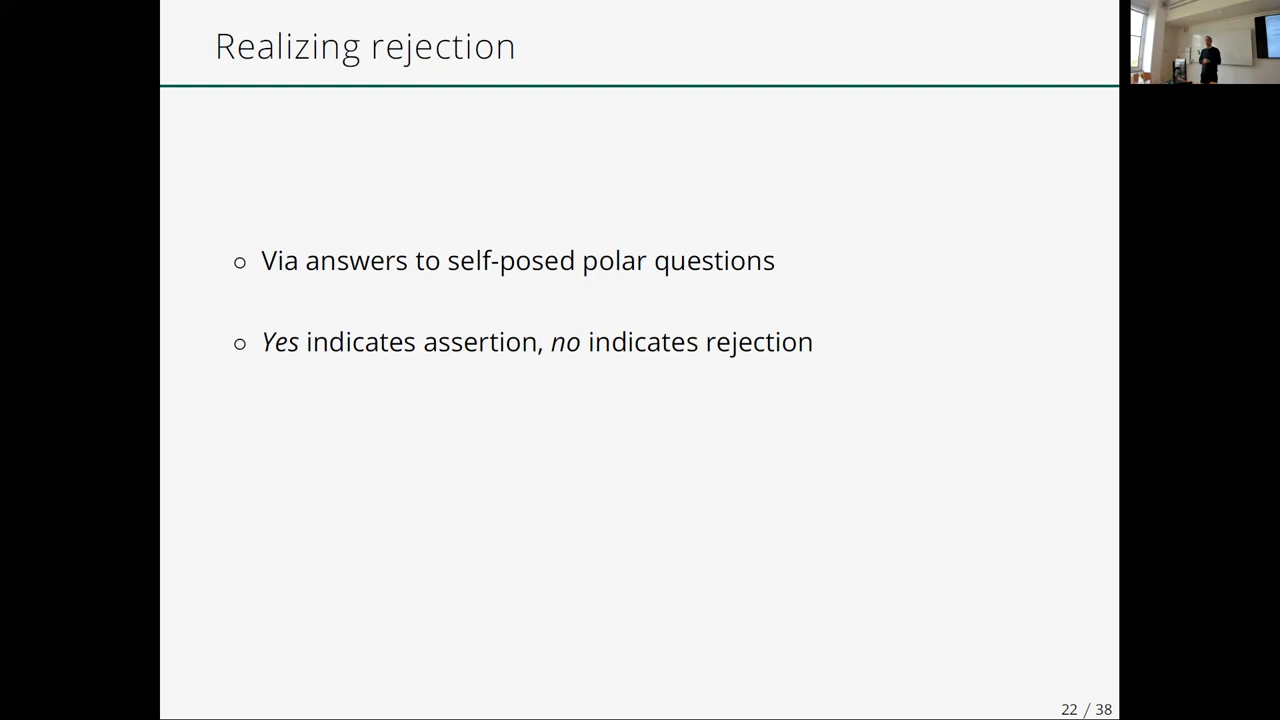 Realizing rejection
○ Via answers to self-posed polar questions
○ Yes indicates assertion, no indicates rejection
22 / 38